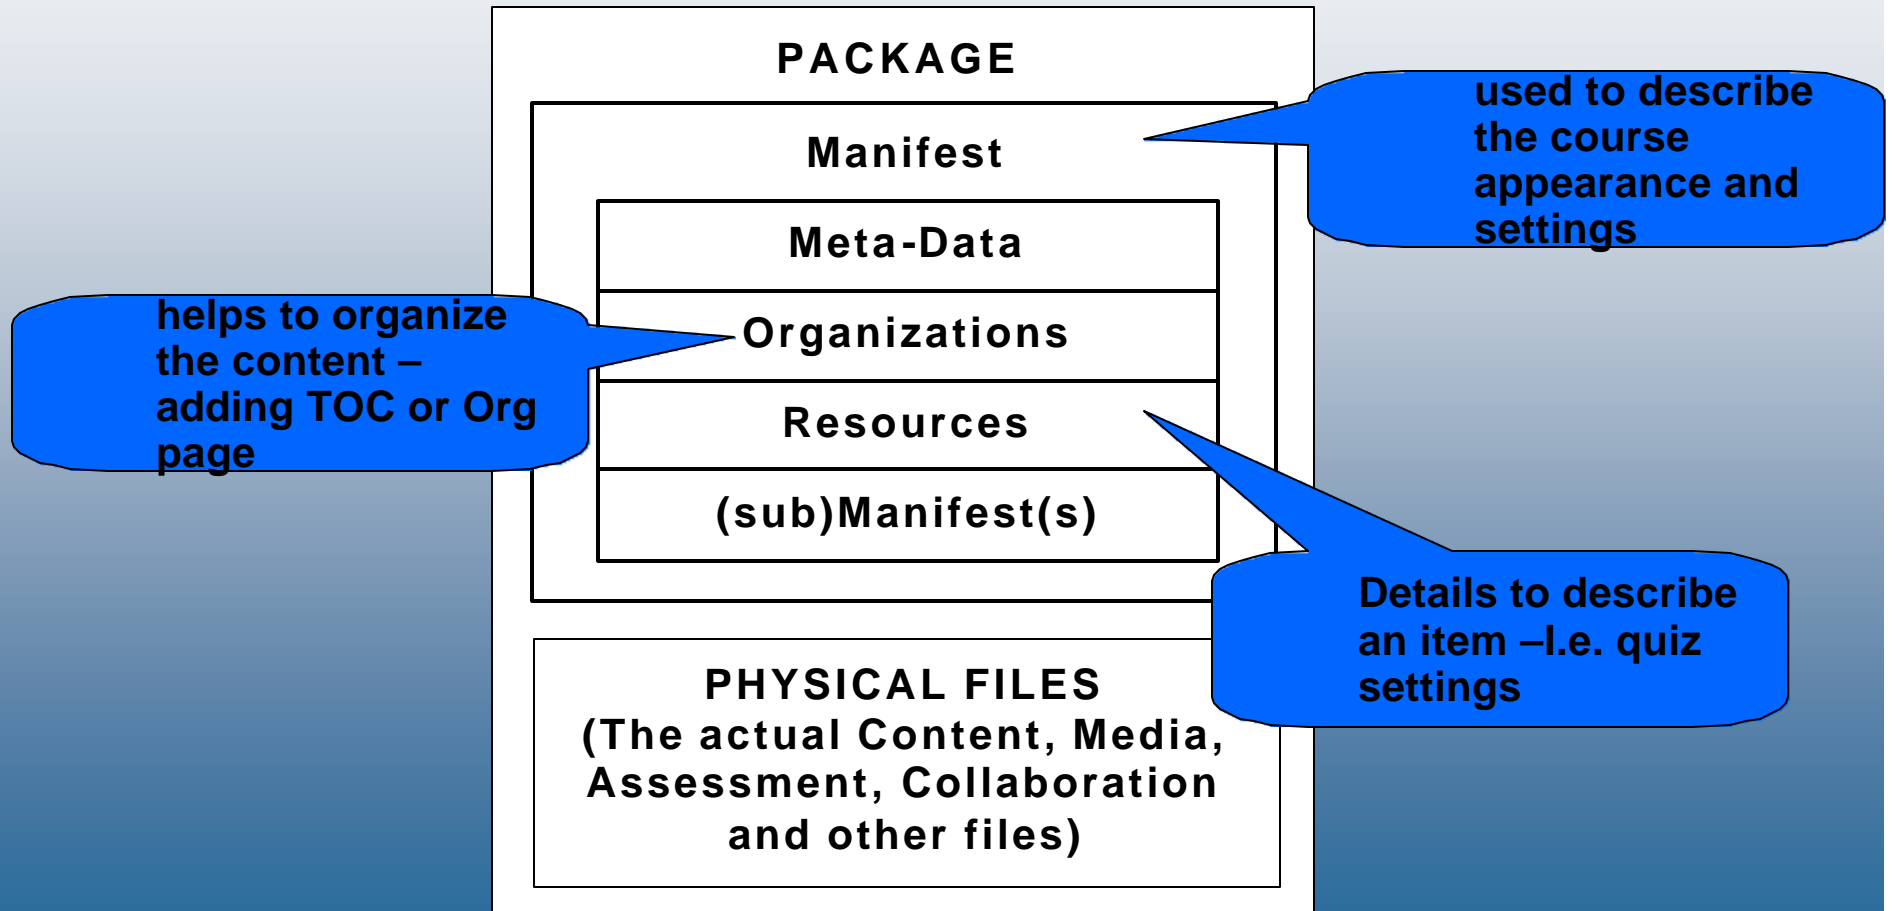 PACKAGE
Manifest
used to describe
the course
appearance and
settings
Meta-Data
helps to organize
the content –
adding TOC or Org
page
Organizations
Resources
(sub)Manifest(s)
Details to describe
an item –I.e. quiz
settings
PHYSICAL FILES
(The actual Content, Media,
Assessment, Collaboration
and other files)